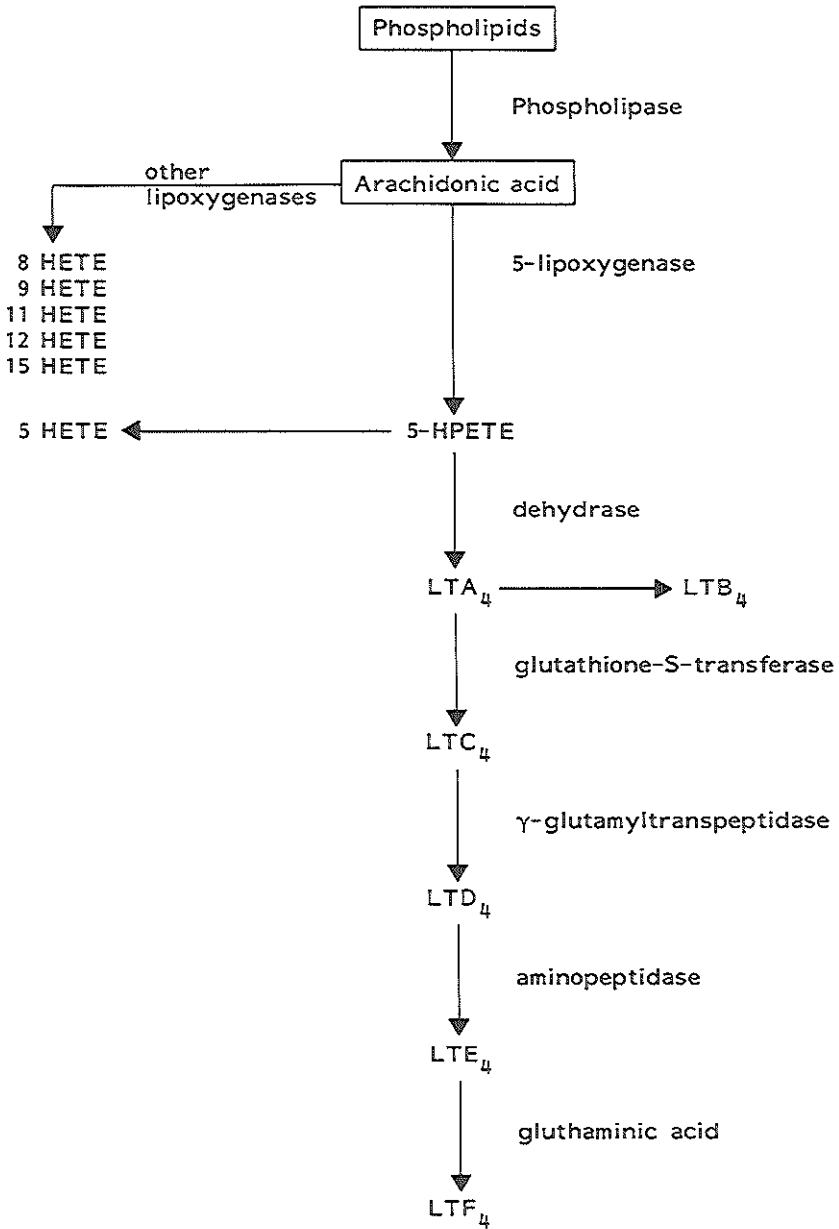 Phospholipids
Phospholipase
other
lipoxygenases
Arachidonic acid
5-lipoxygenase
8 HETE
9 HETE
11 HETE
12 HETE
15 HETE
5 HETE
5-HPETE
dehydrase
LTA₄
LTB₄
glutathione-S-transferase
LTC₄
γ-glutamyltranspeptidase
LTD₄
aminopeptidase
LTE₄
gluthaminic acid
LTF₄